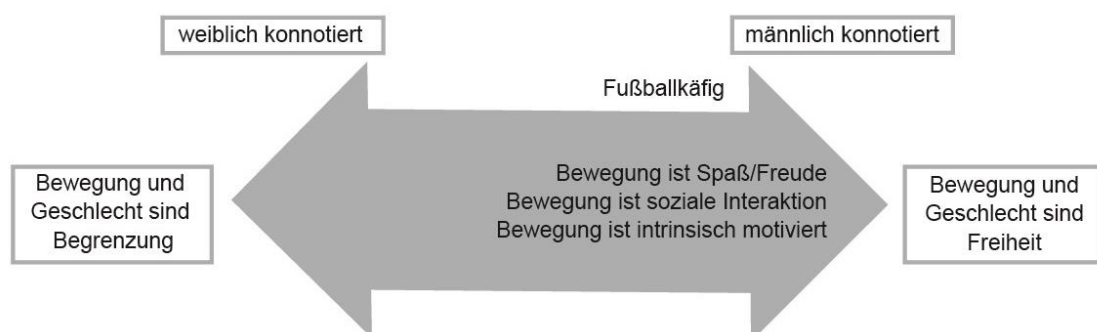 weiblich konnotiert
männlich konnotiert
Fußballkäfig
Bewegung und
Geschlecht sind
Begrenzung
Bewegung ist Spaß/Freude
Bewegung ist soziale Interaktion
Bewegung ist intrinsisch motiviert
Bewegung und
Geschlecht sind
Freiheit